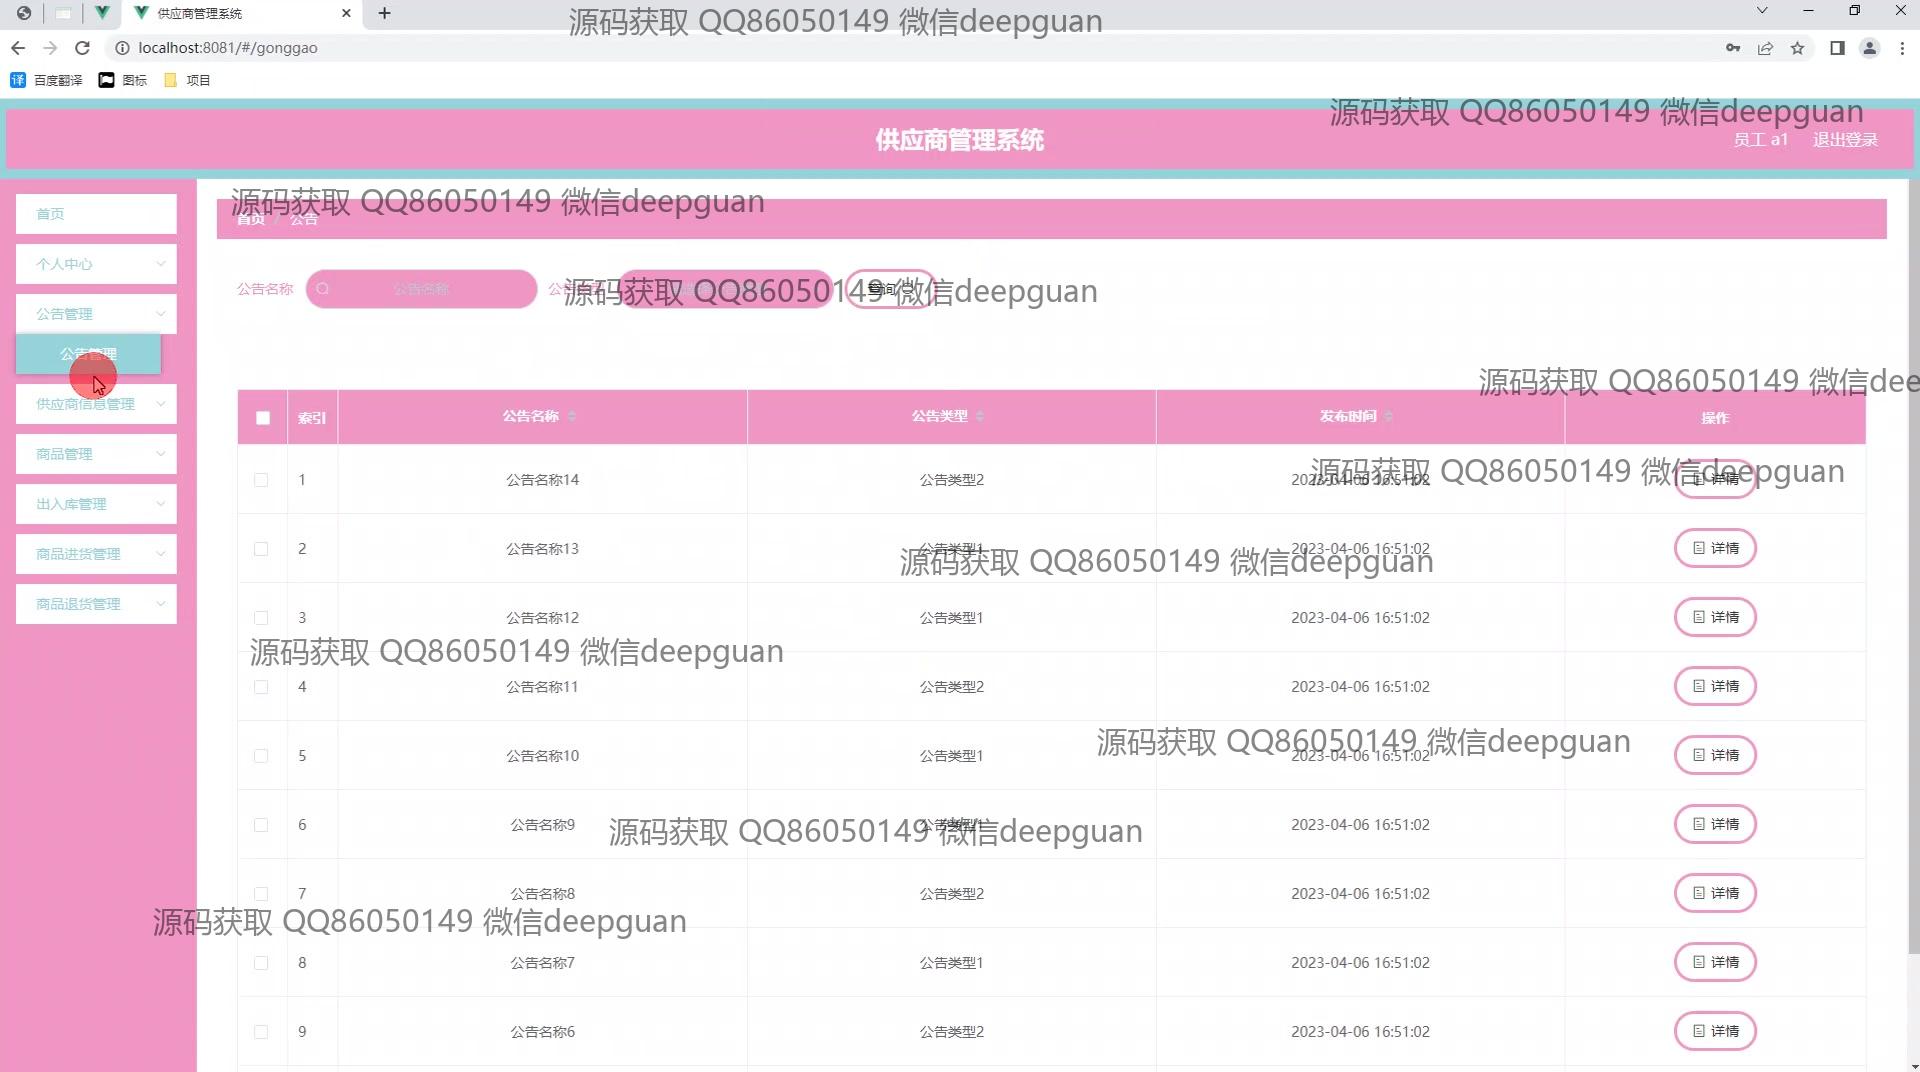 供应商管理系统
源码获取 QQ86050149 微信deepguan
localhost:8081/#/gonggao
百度翻译 图标 项目
源码获取 QQ86050149 微信deepguan
供应商管理系统
员工 a1 退出登录
首页
源码获取 QQ86050149 微信deepguan
首页 / 公告
个人中心
公告名称 公告名称
源码获取 QQ86050149 微信deepguan
查询
公告管理
公告管理
供应商信息管理
源码获取 QQ86050149 微信dee
索引 公告名称 公告类型 发布时间 操作
商品管理
源码获取 QQ86050149 微信deepguan
1 公告名称14 公告类型2 2023-04-06 16:51:02 详情
出入库管理
2 公告名称13 公告类型1 2023-04-06 16:51:02 详情
商品进货管理
源码获取 QQ86050149 微信deepguan
商品退货管理
3 公告名称12 公告类型1 2023-04-06 16:51:02 详情
源码获取 QQ86050149 微信deepguan
4 公告名称11 公告类型2 2023-04-06 16:51:02 详情
源码获取 QQ86050149 微信deepguan
5 公告名称10 公告类型1 2023-04-06 16:51:02 详情
6 公告名称9 公告类型1 2023-04-06 16:51:02 详情
源码获取 QQ86050149 微信deepguan
7 公告名称8 公告类型2 2023-04-06 16:51:02 详情
源码获取 QQ86050149 微信deepguan
8 公告名称7 公告类型1 2023-04-06 16:51:02 详情
9 公告名称6 公告类型2 2023-04-06 16:51:02 详情